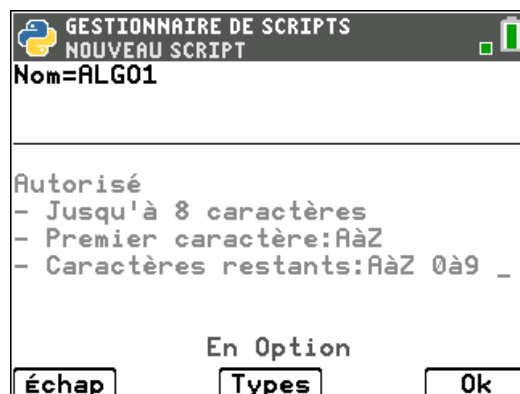 GESTIONNAIRE DE SCRIPTS
NOUVEAU SCRIPT
Nom=ALGO1
Autorisé
- Jusqu'à 8 caractères
- Premier caractère:AàZ
- Caractères restants:AàZ 0à9 _
En Option
Échap Types Ok